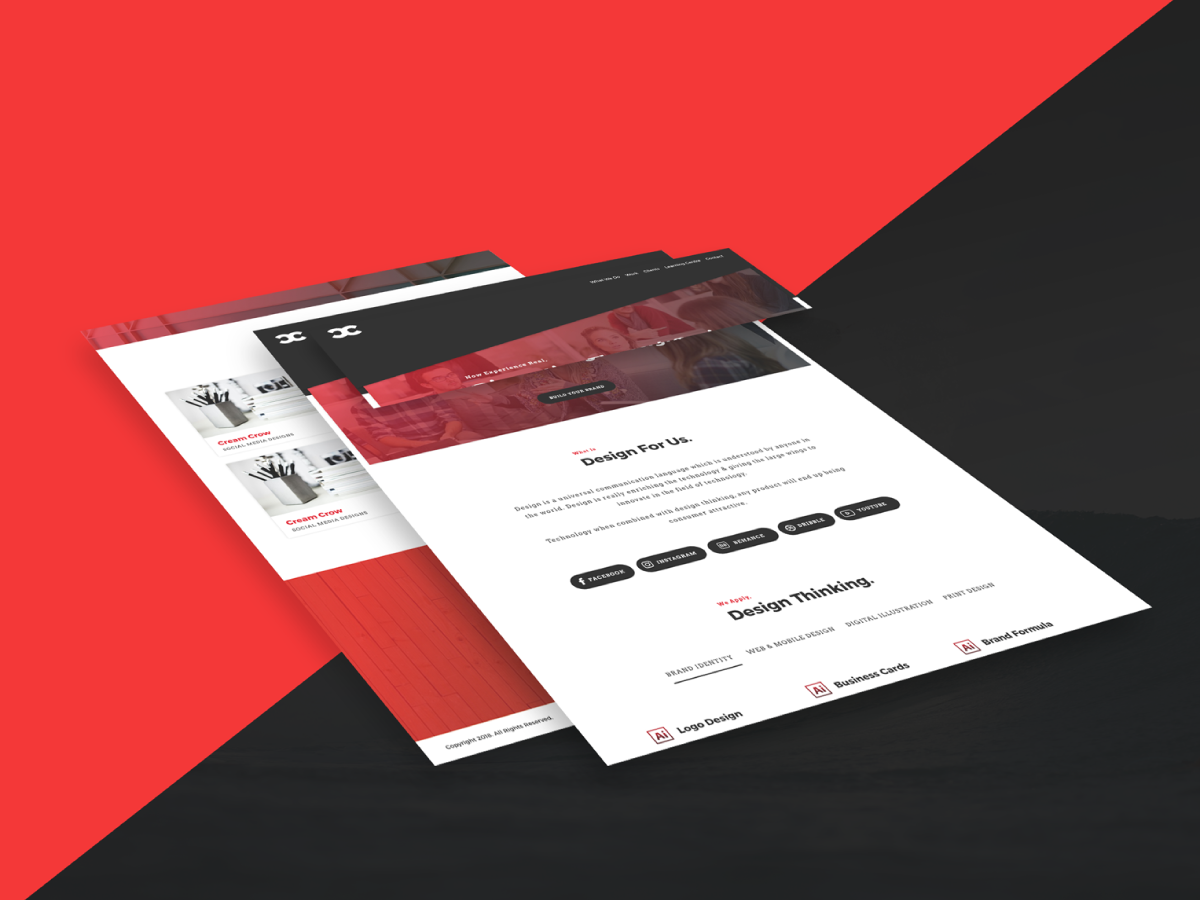 What We Do Work Clients Learning Centre Contact
Now Experience Real.
BUILD YOUR BRAND
What Is
Design For Us.
Design is a universal communication language which is understood by anyone in
the world. Design is really enriching the technology & giving the large wings to
innovate in the field of technology.
Technology when combined with design thinking, any product will end up being
consumer attractive.
FACEBOOK INSTAGRAM BEHANCE DRIBBLE YOUTUBE
We Apply,
Design Thinking.
BRAND IDENTITY WEB & MOBILE DESIGN DIGITAL ILLUSTRATION PRINT DESIGN
Ai Logo Design
Ai Business Cards
Ai Brand Formula
Cream Crow
SOCIAL MEDIA DESIGNS
Cream Crow
SOCIAL MEDIA DESIGNS
Copyright 2018. All Rights Reserved.